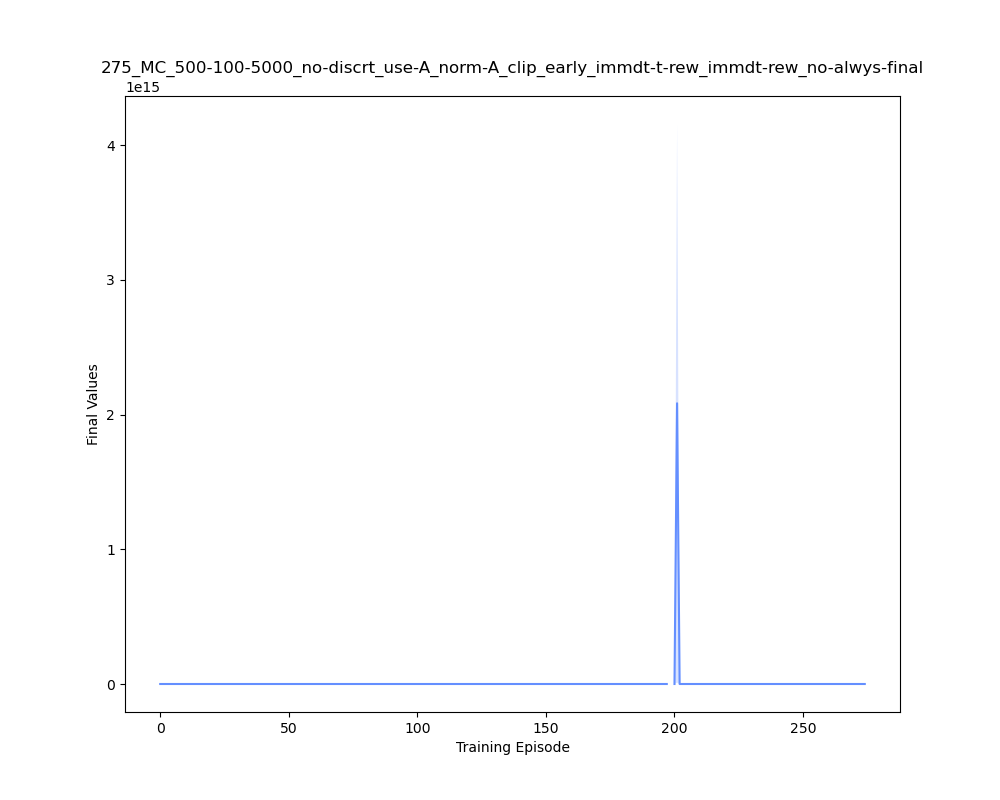 275_MC_500-100-5000_no-discrt_use-A_norm-A_clip_early_immdt-t-rew_immdt-rew_no-alwys-final
1e15
4
3
2
1
0
Final Values
0 50 100 150 200 250
Training Episode